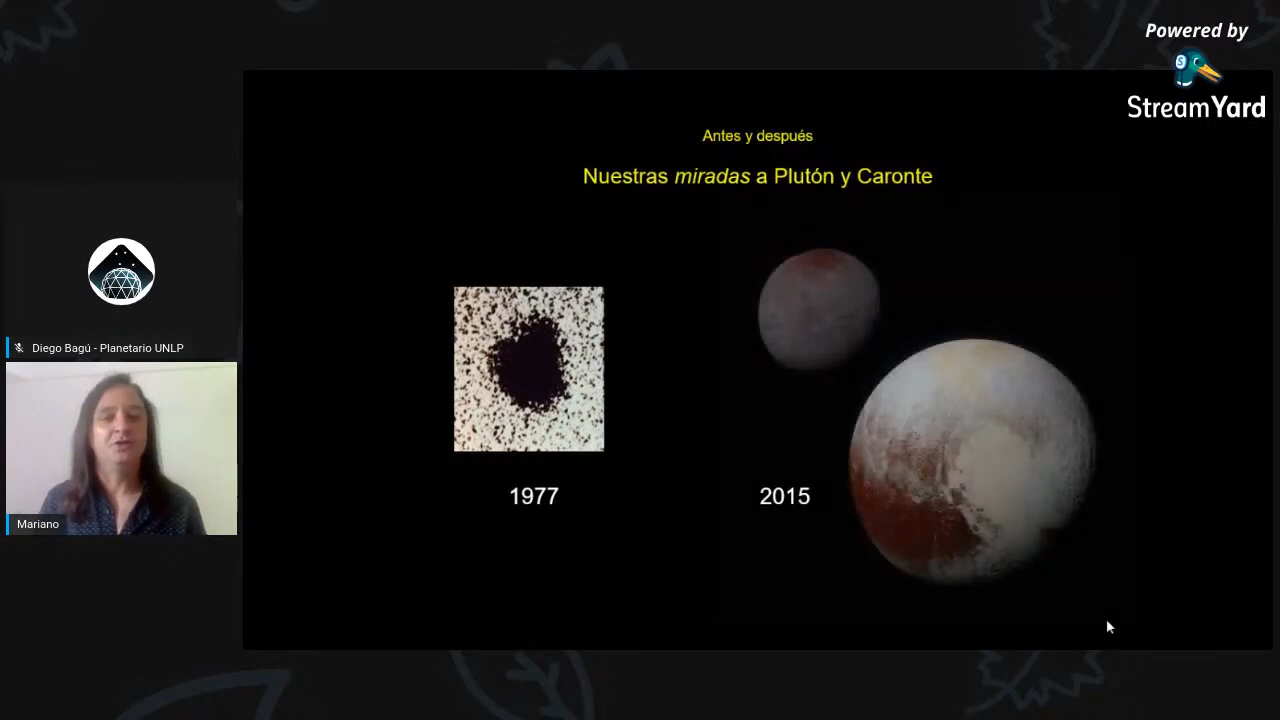 Powered by
StreamYard
Antes y después
Nuestras miradas a Plutón y Caronte
1977
2015
Diego Bagú - Planetario UNLP
Mariano